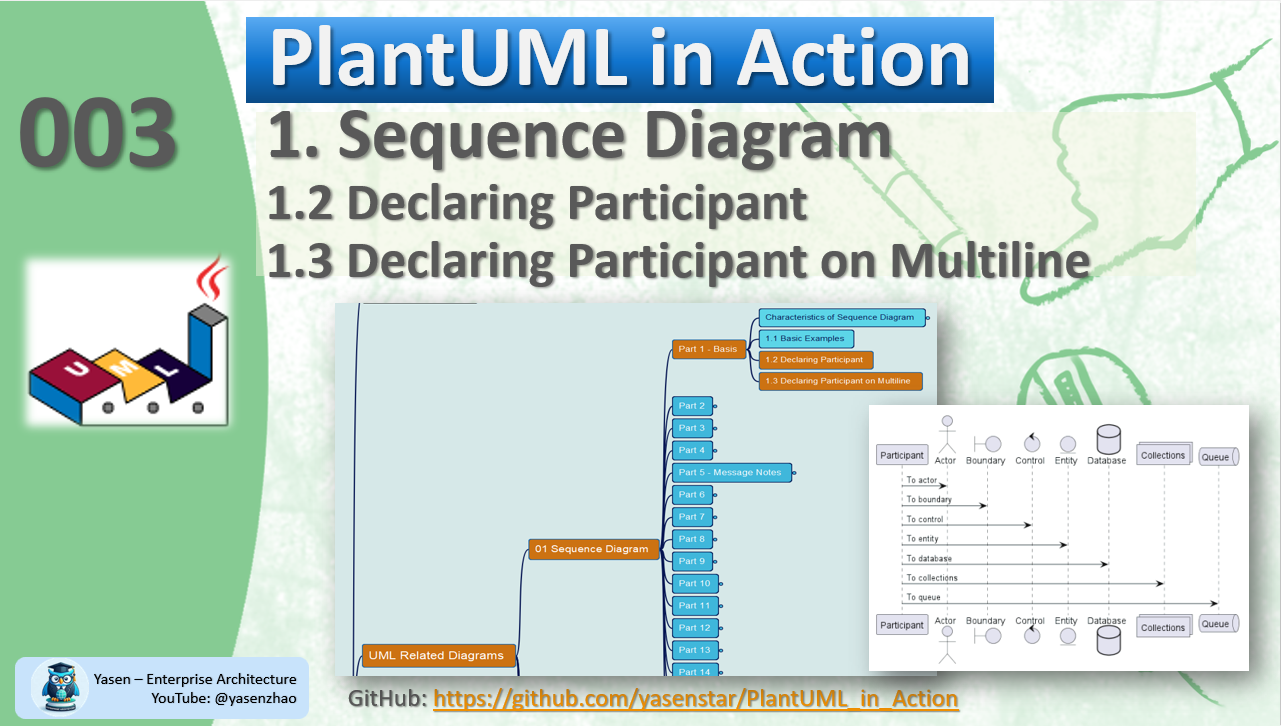 003
PlantUML in Action
1. Sequence Diagram
1.2 Declaring Participant
1.3 Declaring Participant on Multiline
U M L
Characteristics of Sequence Diagram
Part 1 - Basis
1.1 Basic Examples
1.2 Declaring Participant
1.3 Declaring Participant on Multiline
Part 2
Part 3
Part 4
Part 5 - Message Notes
Part 6
Part 7
Part 8
01 Sequence Diagram
Part 9
Part 10
Part 11
Part 12
Part 13
UML Related Diagrams
Part 14
Participant Actor Boundary Control Entity Database Collections Queue
To actor
To boundary
To control
To entity
To database
To collections
To queue
Participant Actor Boundary Control Entity Database Collections Queue
Yasen – Enterprise Architecture
YouTube: @yasenzhao
GitHub: https://github.com/yasenstar/PlantUML_in_Action